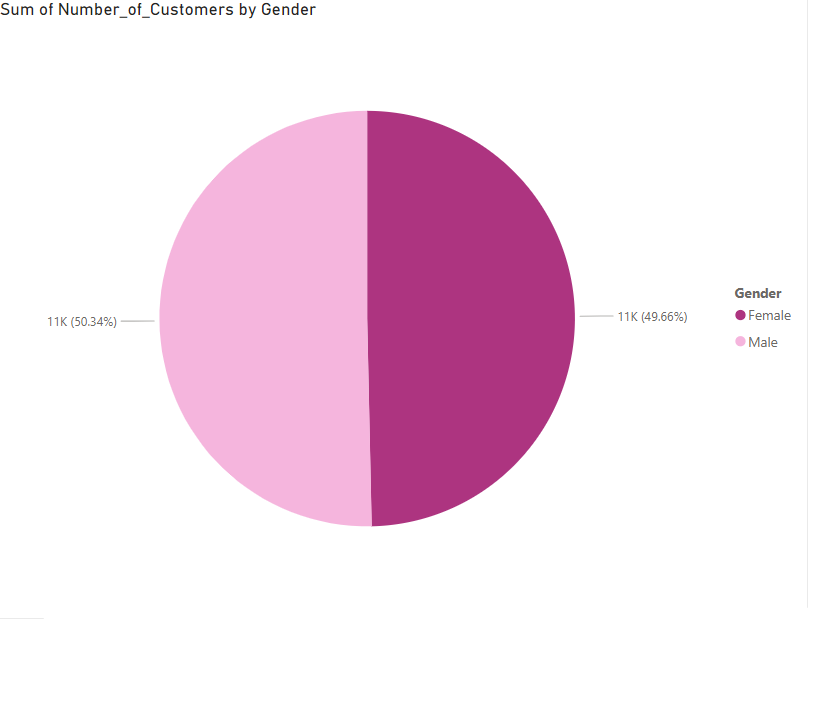 Sum of Number_of_Customers by Gender
11K (50.34%)
11K (49.66%)
Gender
Female
Male